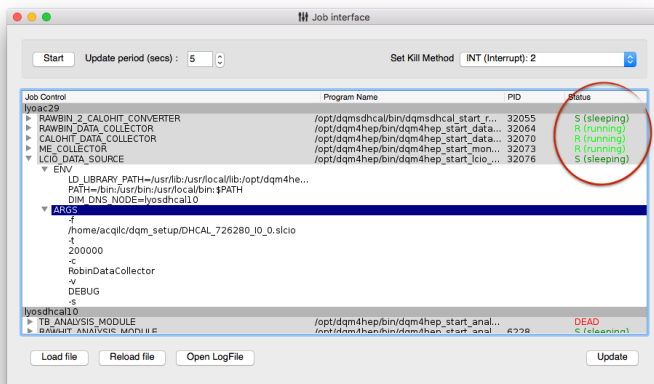 Job interface
Start Update period (secs) : 5 Set Kill Method INT (Interrupt): 2
Job Control Program Name PID Status
lyoac29
RAWBIN_2_CALOHIT_CONVERTER /opt/dqmsdhcal/bin/dqmsdhcal_start_r... 32055 S (sleeping)
RAWBIN_DATA_COLLECTOR /opt/dqm4hep/bin/dqm4hep_start_data... 32064 R (running)
CALOHIT_DATA_COLLECTOR /opt/dqm4hep/bin/dqm4hep_start_data... 32070 R (running)
ME_COLLECTOR /opt/dqm4hep/bin/dqm4hep_start_mon... 32073 R (running)
LCIO_DATA_SOURCE /opt/dqm4hep/bin/dqm4hep_start_lcio_... 32076 S (sleeping)
ENV
LD_LIBRARY_PATH=/usr/lib:/usr/local/lib:/opt/dqm4he...
PATH=/bin:/usr/bin:/usr/local/bin:$PATH
DIM_DNS_NODE=lyosdhcal10
ARGS
-f
/home/acqilc/dqm_setup/DHCAL_726280_I0_0.slcio
-t
200000
-c
RobinDataCollector
-v
DEBUG
-s
lyosdhcal10
TB_ANALYSIS_MODULE /opt/dqm4hep/bin/dqm4hep_start_anal... DEAD
RAWHIT_ANALYSIS_MODULE /opt/dqm4hep/bin/dqm4hep_start_anal... 6228 S (sleeping)
Load file Reload file Open LogFile Update